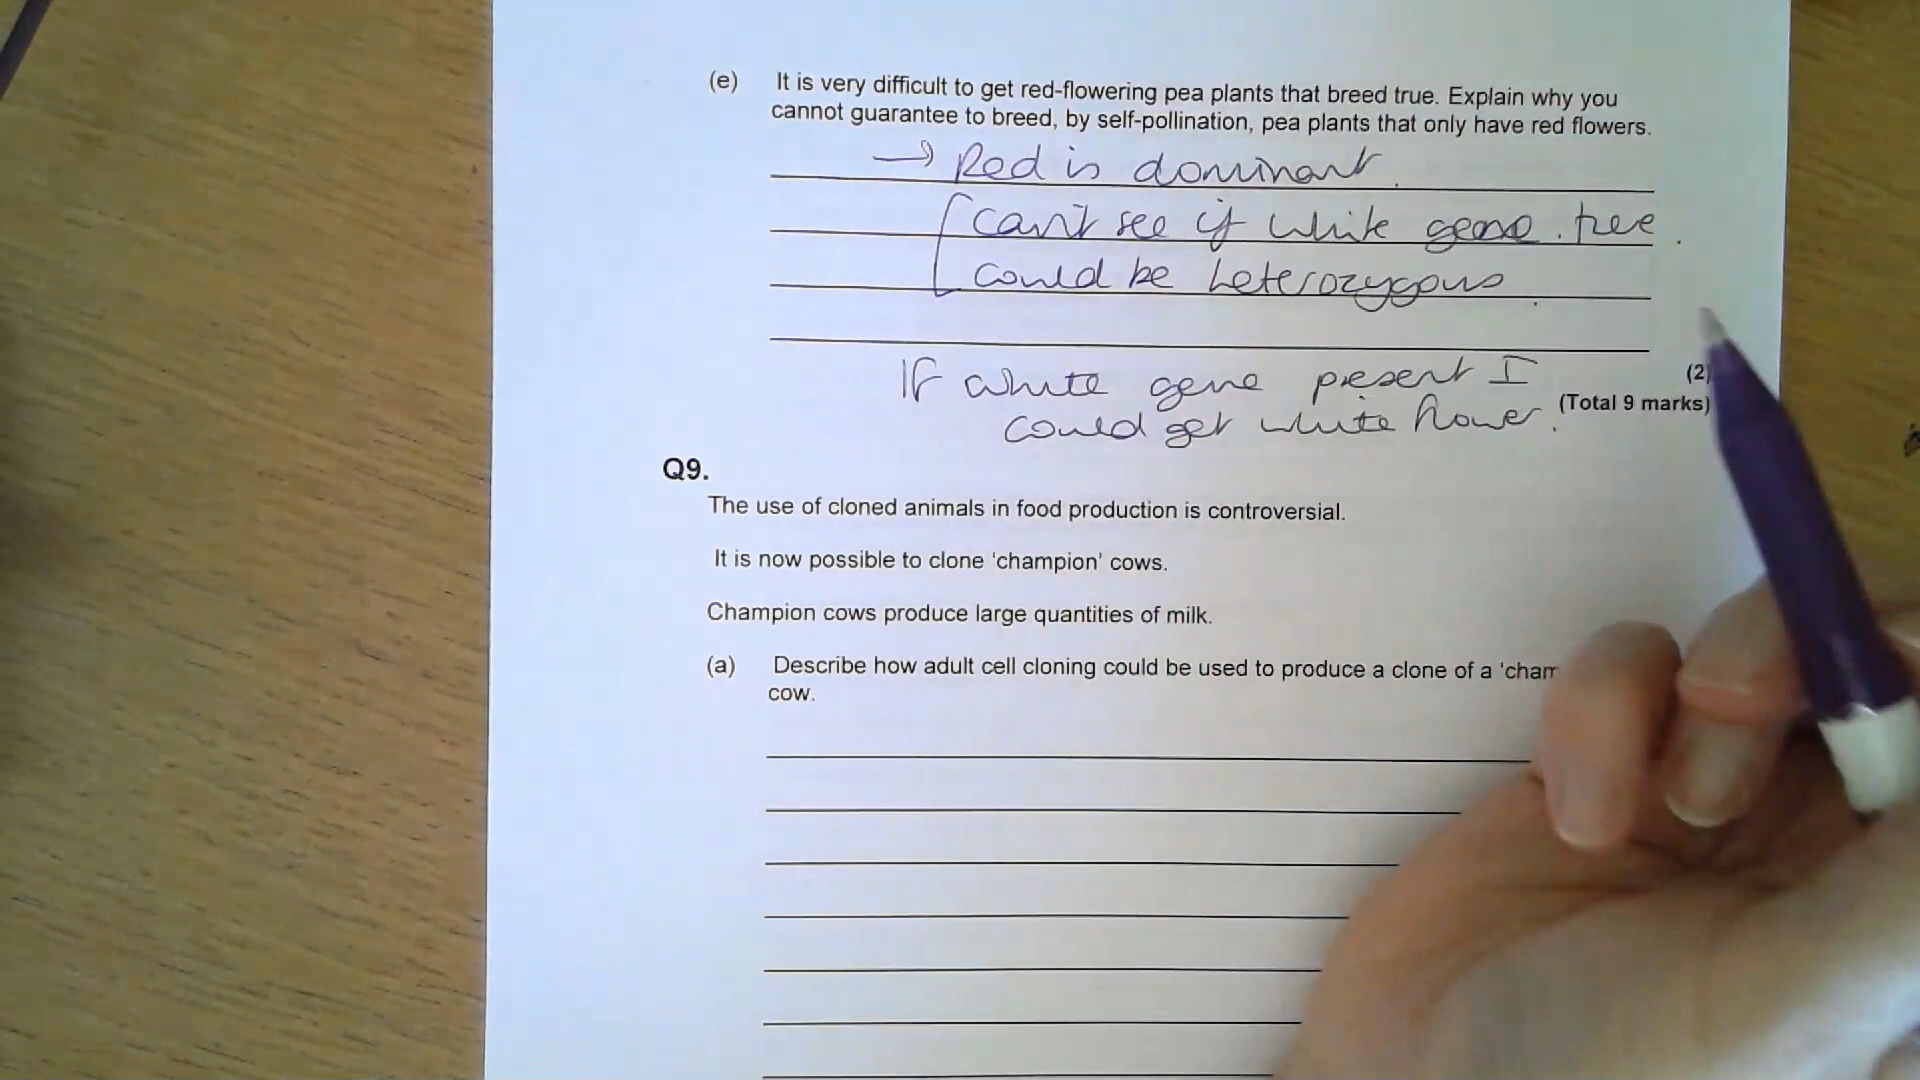 (e) It is very difficult to get red-flowering pea plants that breed true. Explain why you
cannot guarantee to breed, by self-pollination, pea plants that only have red flowers.
→ Red is dominant
can't see if white gene.
could be heterozygous
If white gene present I
could get white flower.
(2)
(Total 9 marks)
Q9.
The use of cloned animals in food production is controversial.
It is now possible to clone 'champion' cows.
Champion cows produce large quantities of milk.
(a) Describe how adult cell cloning could be used to produce a clone of a 'cham
cow.